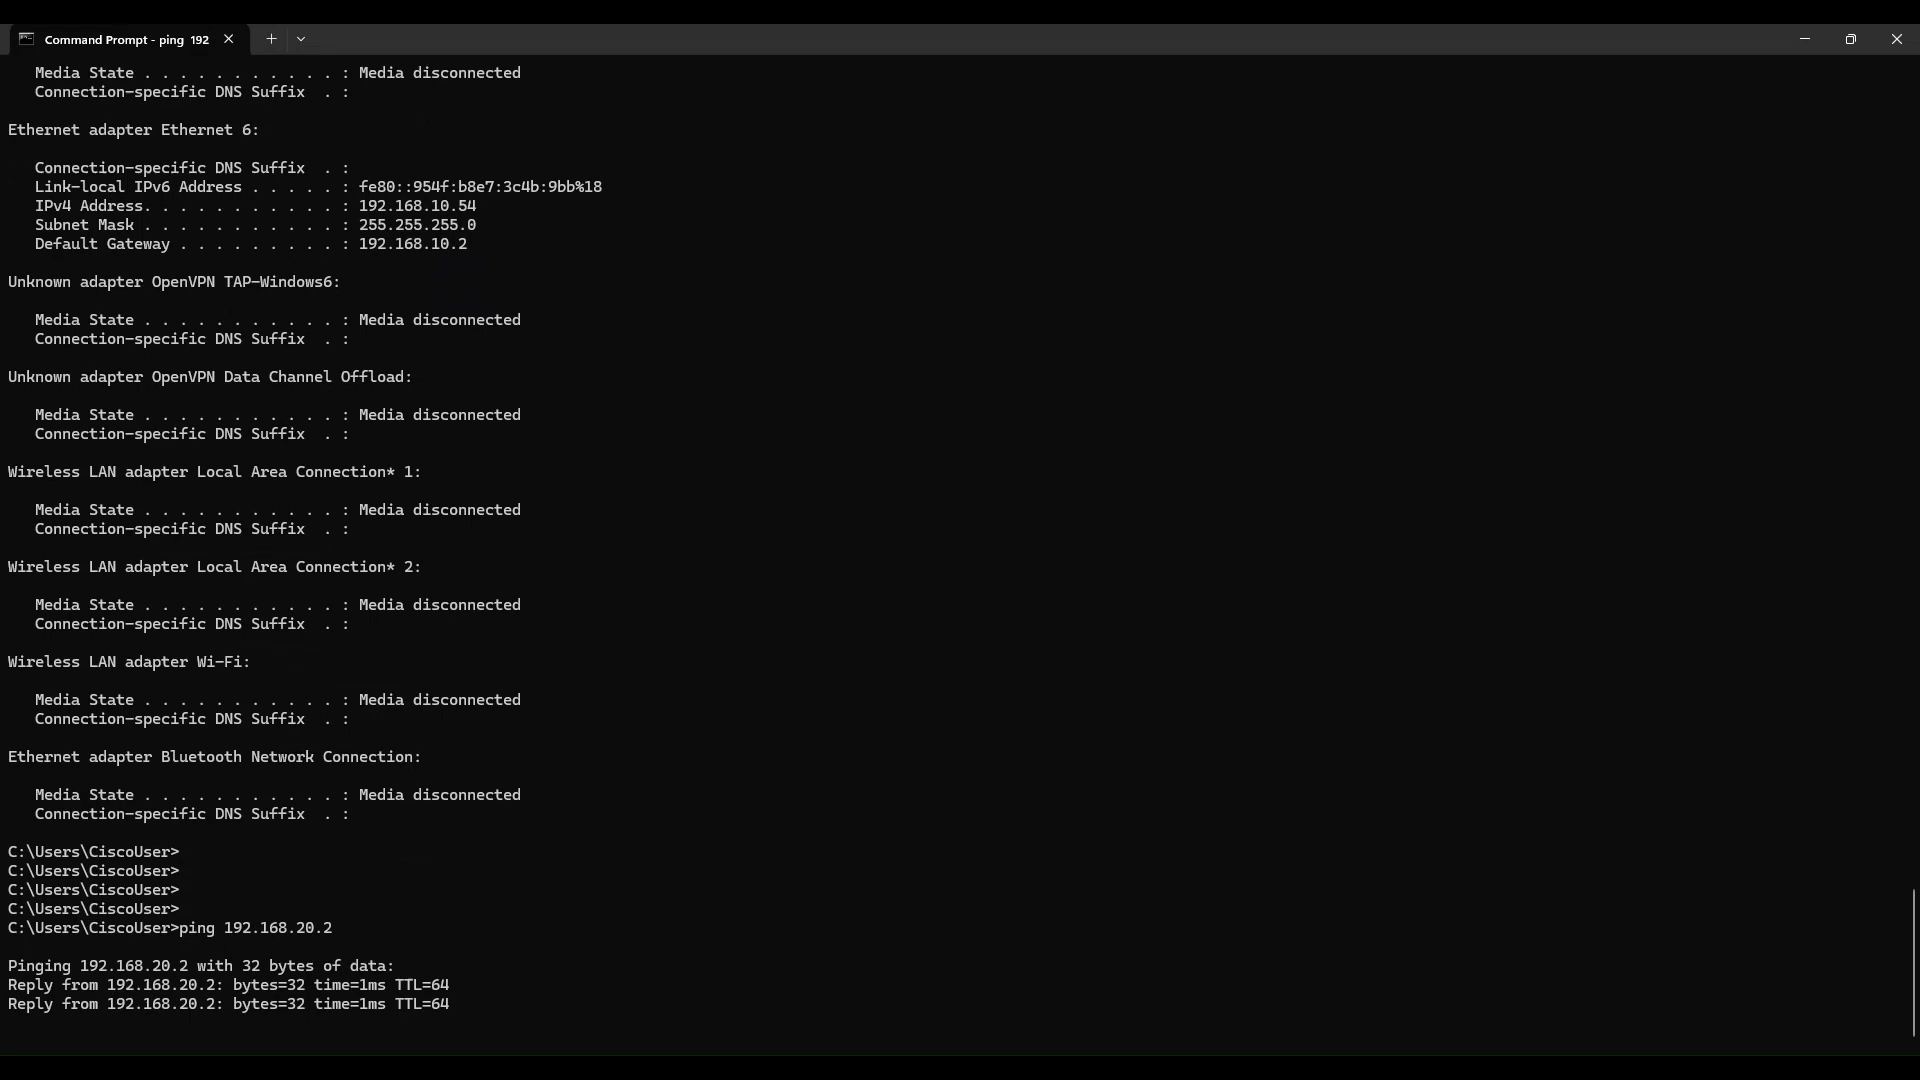 Command Prompt - ping 192
Media State . . . . . . . . . . . : Media disconnected
Connection-specific DNS Suffix  . :
Ethernet adapter Ethernet 6:
Connection-specific DNS Suffix  . :
Link-local IPv6 Address . . . . . : fe80::954f:b8e7:3c4b:9bb%18
IPv4 Address. . . . . . . . . . . : 192.168.10.54
Subnet Mask . . . . . . . . . . . : 255.255.255.0
Default Gateway . . . . . . . . . : 192.168.10.2
Unknown adapter OpenVPN TAP-Windows6:
Media State . . . . . . . . . . . : Media disconnected
Connection-specific DNS Suffix  . :
Unknown adapter OpenVPN Data Channel Offload:
Media State . . . . . . . . . . . : Media disconnected
Connection-specific DNS Suffix  . :
Wireless LAN adapter Local Area Connection* 1:
Media State . . . . . . . . . . . : Media disconnected
Connection-specific DNS Suffix  . :
Wireless LAN adapter Local Area Connection* 2:
Media State . . . . . . . . . . . : Media disconnected
Connection-specific DNS Suffix  . :
Wireless LAN adapter Wi-Fi:
Media State . . . . . . . . . . . : Media disconnected
Connection-specific DNS Suffix  . :
Ethernet adapter Bluetooth Network Connection:
Media State . . . . . . . . . . . : Media disconnected
Connection-specific DNS Suffix  . :
C:\Users\CiscoUser>
C:\Users\CiscoUser>
C:\Users\CiscoUser>
C:\Users\CiscoUser>
C:\Users\CiscoUser>ping 192.168.20.2
Pinging 192.168.20.2 with 32 bytes of data:
Reply from 192.168.20.2: bytes=32 time=1ms TTL=64
Reply from 192.168.20.2: bytes=32 time=1ms TTL=64